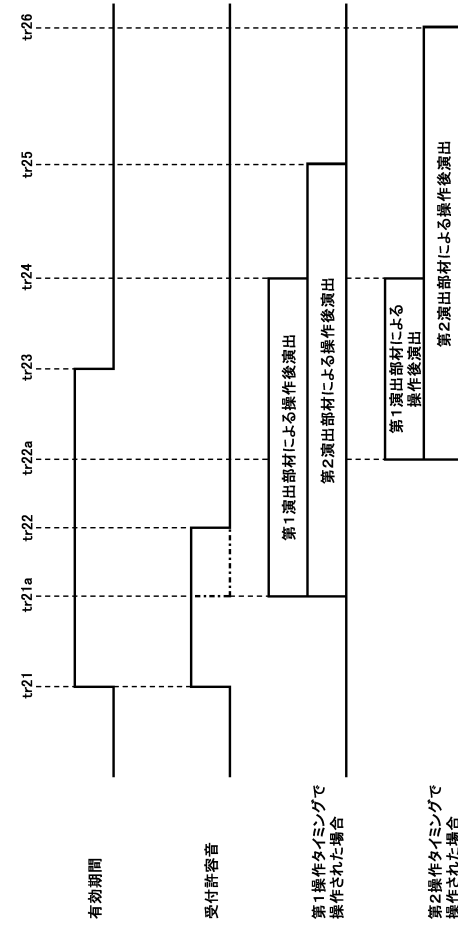 tr21
tr21a
tr22
tr22a
tr23
tr24
tr25
tr26
有効期間
受付許容音
第1操作タイミングで
操作された場合
第1演出部材による操作後演出
第2演出部材による操作後演出
第2操作タイミングで
操作された場合
第1演出部材による
操作後演出
第2演出部材による操作後演出